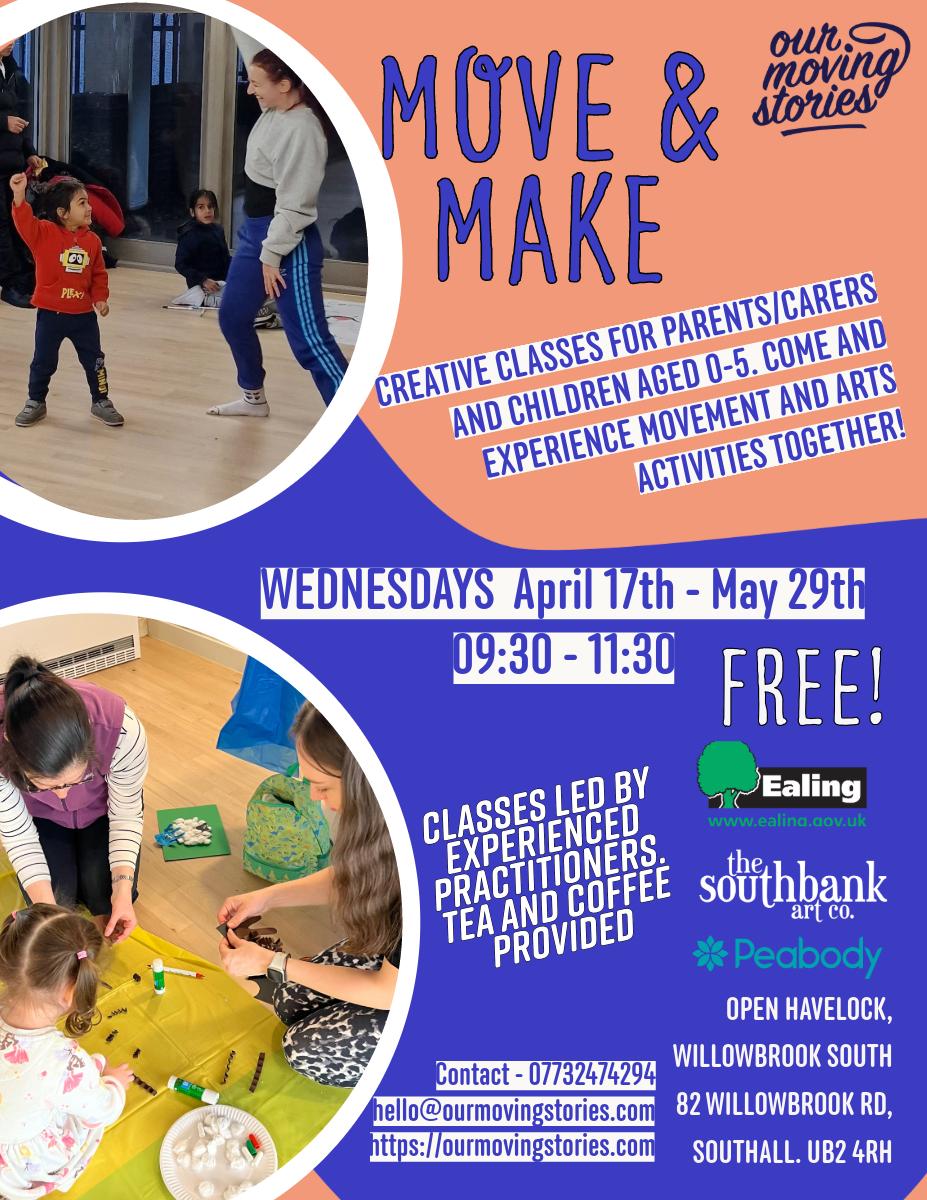 our
moving
stories
MOVE &
MAKE
CREATIVE CLASSES FOR PARENTS/CARERS
AND CHILDREN AGED 0-5. COME AND
EXPERIENCE MOVEMENT AND ARTS
ACTIVITIES TOGETHER!
PLEX!
WEDNESDAYS April 17th - May 29th
09:30 - 11:30
FREE!
Ealing
www.ealing.gov.uk
CLASSES LED BY
EXPERIENCED
PRACTITIONERS.
TEA AND COFFEE
PROVIDED
the
southbank
art co.
Peabody
OPEN HAVELOCK,
WILLOWBROOK SOUTH
82 WILLOWBROOK RD,
SOUTHALL. UB2 4RH
Contact - 07732474294
hello@ourmovingstories.com
https://ourmovingstories.com